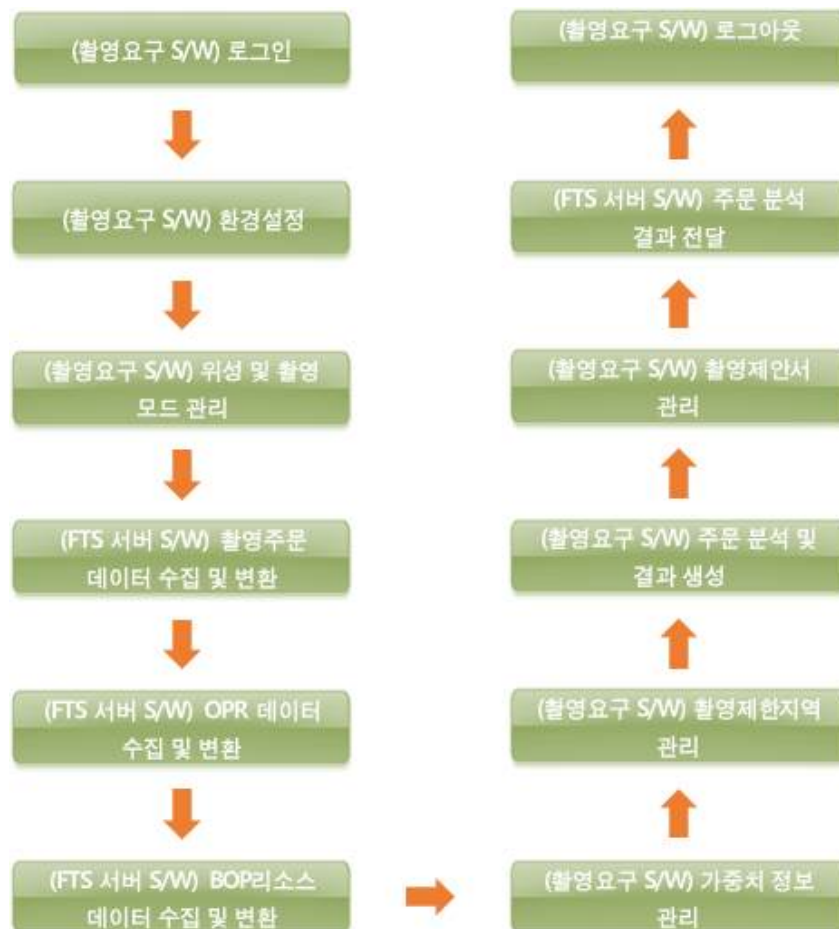 (촬영요구 S/W) 로그인
(촬영요구 S/W) 환경설정
(촬영요구 S/W) 위성 및 촬영
모드 관리
(FTS 서버 S/W) 촬영주문
데이터 수집 및 변환
(FTS 서버 S/W) OPR 데이터
수집 및 변환
(FTS 서버 S/W) BOP리소스
데이터 수집 및 변환
(촬영요구 S/W) 가중치 정보
관리
(촬영요구 S/W) 촬영제한지역
관리
(촬영요구 S/W) 주문 분석 및
결과 생성
(촬영요구 S/W) 촬영제안서
관리
(FTS 서버 S/W) 주문 분석
결과 전달
(촬영요구 S/W) 로그아웃